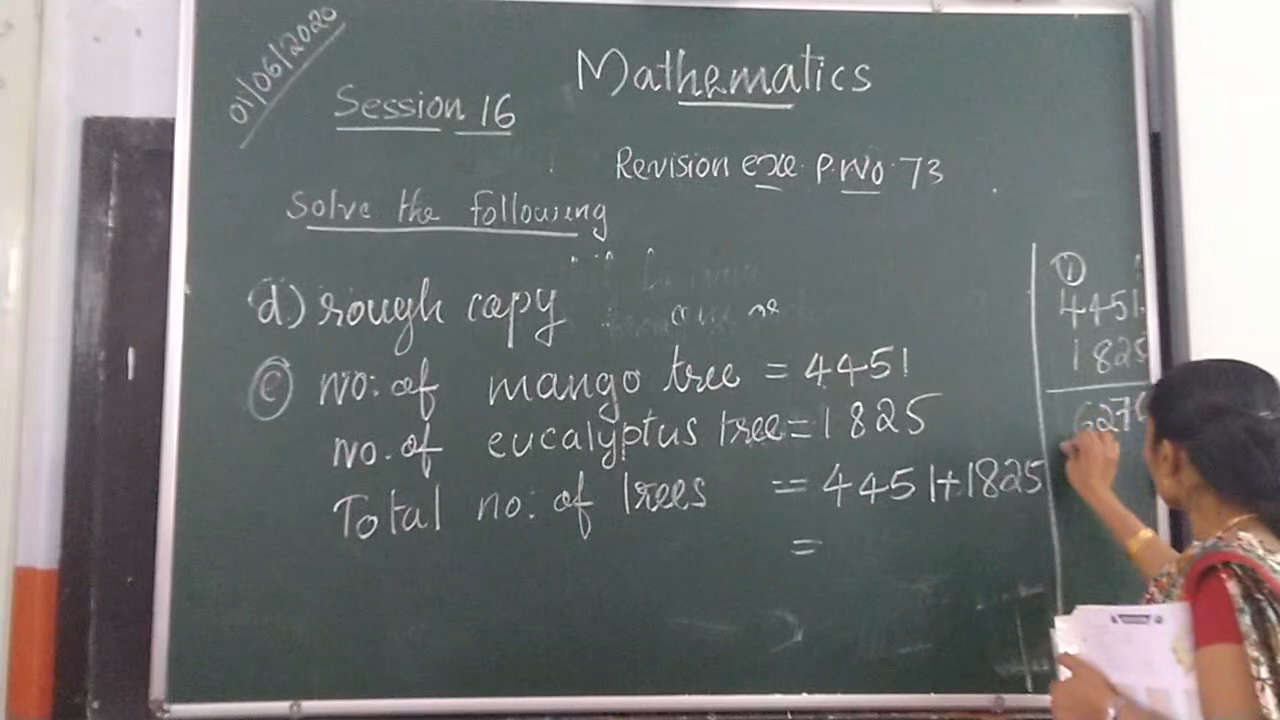 01/06/2020
Mathematics
Session 16
Revision exe. P.No. 73
Solve the following
d) rough copy
e) No: of mango tree = 4451
no. of eucalyptus tree = 1825
Total no: of trees = 4451+1825
=
1
4451
1825
627